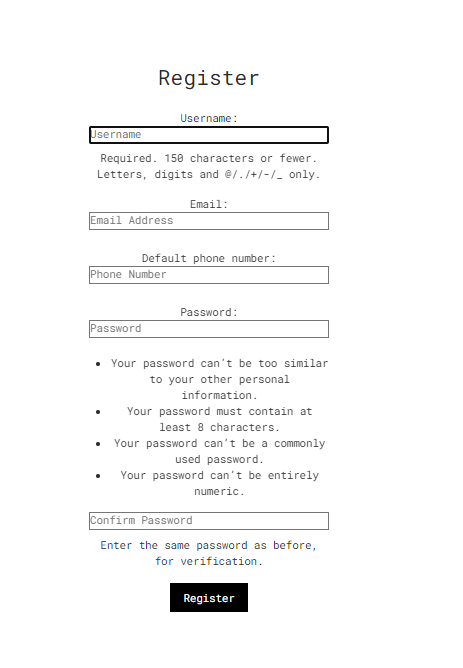 Register
Username:
Username
Required. 150 characters or fewer.
Letters, digits and @/./+/-/_ only.
Email:
Email Address
Default phone number:
Phone Number
Password:
Password
• Your password can't be too similar
to your other personal
information.
• Your password must contain at
least 8 characters.
• Your password can't be a commonly
used password.
• Your password can't be entirely
numeric.
Confirm Password
Enter the same password as before,
for verification.
Register